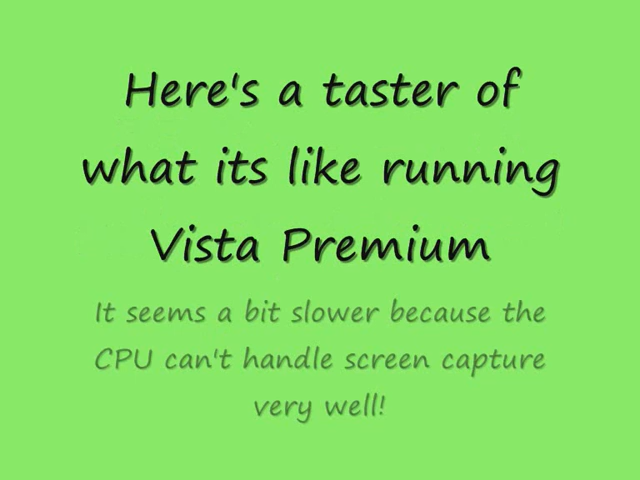 Here's a taster of
what its like running
Vista Premium
It seems a bit slower because the
CPU can't handle screen capture
very well!